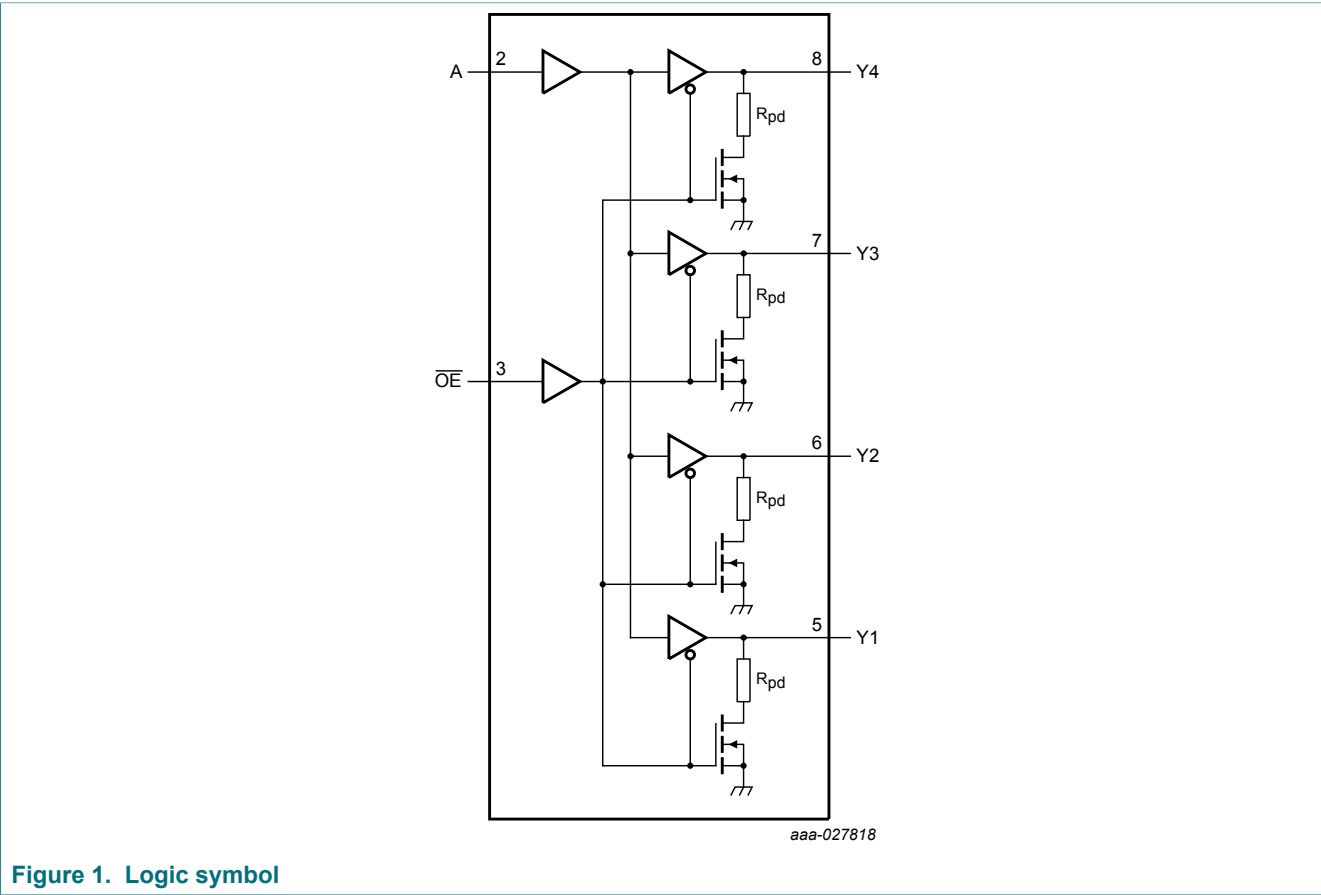 2
8
A
Y4
Rpd
7
Y3
Rpd
3
OE
6
Y2
Rpd
5
Y1
Rpd
aaa-027818
Figure 1. Logic symbol